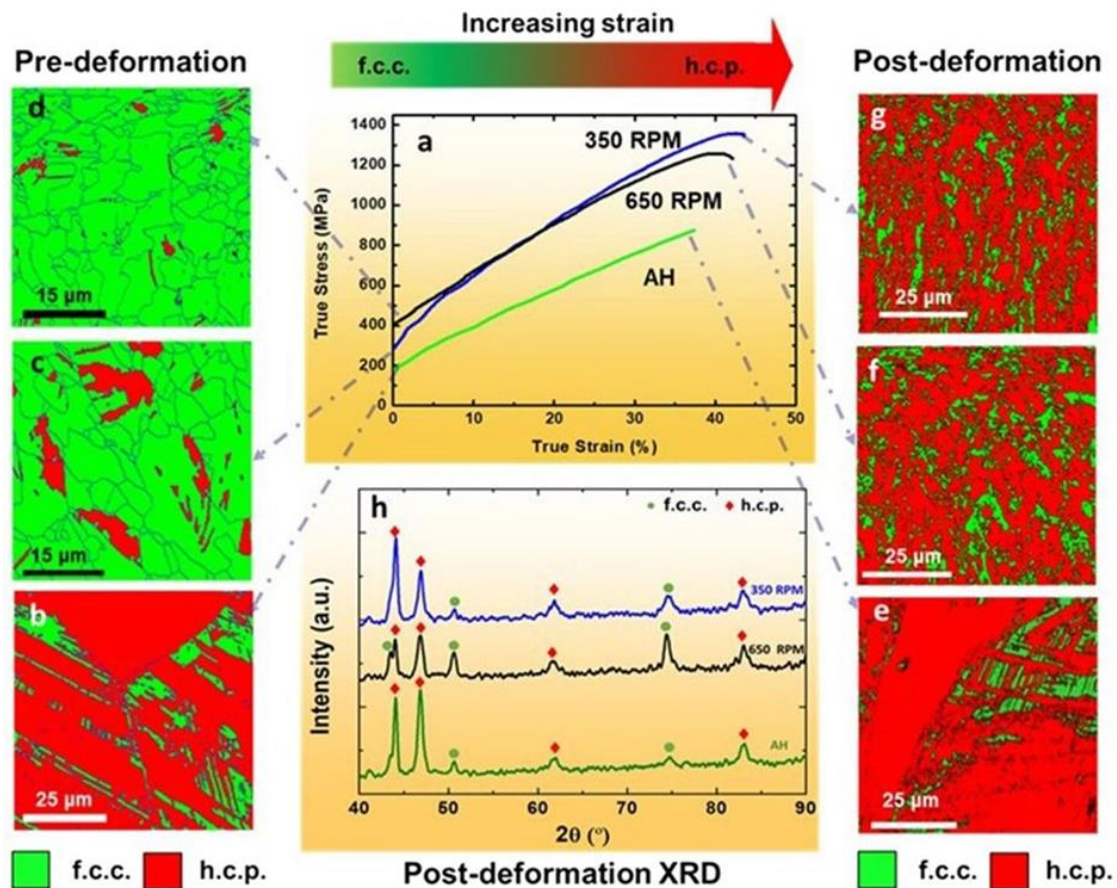 Increasing strain
f.c.c. h.c.p.
Pre-deformation
Post-deformation
d
15 µm
c
15 µm
b
25 µm
f.c.c. h.c.p.
a
True Stress (MPa)
1400
1200
1000
800
600
400
200
0
350 RPM
650 RPM
AH
0 10 20 30 40 50
True Strain (%)
h
f.c.c. h.c.p.
Intensity (a.u.)
350 RPM
650 RPM
AH
40 50 60 70 80 90
2θ (°)
Post-deformation XRD
g
25 µm
f
25 µm
e
25 µm
f.c.c. h.c.p.